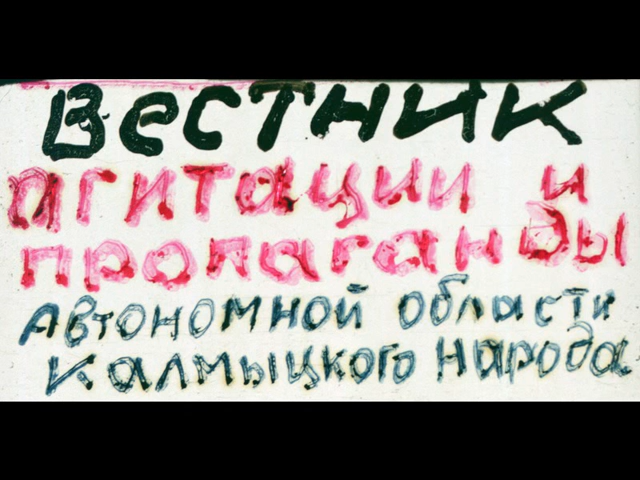 Вестник
агитации и
пропаганды
Автономной области
Калмыцкого народа